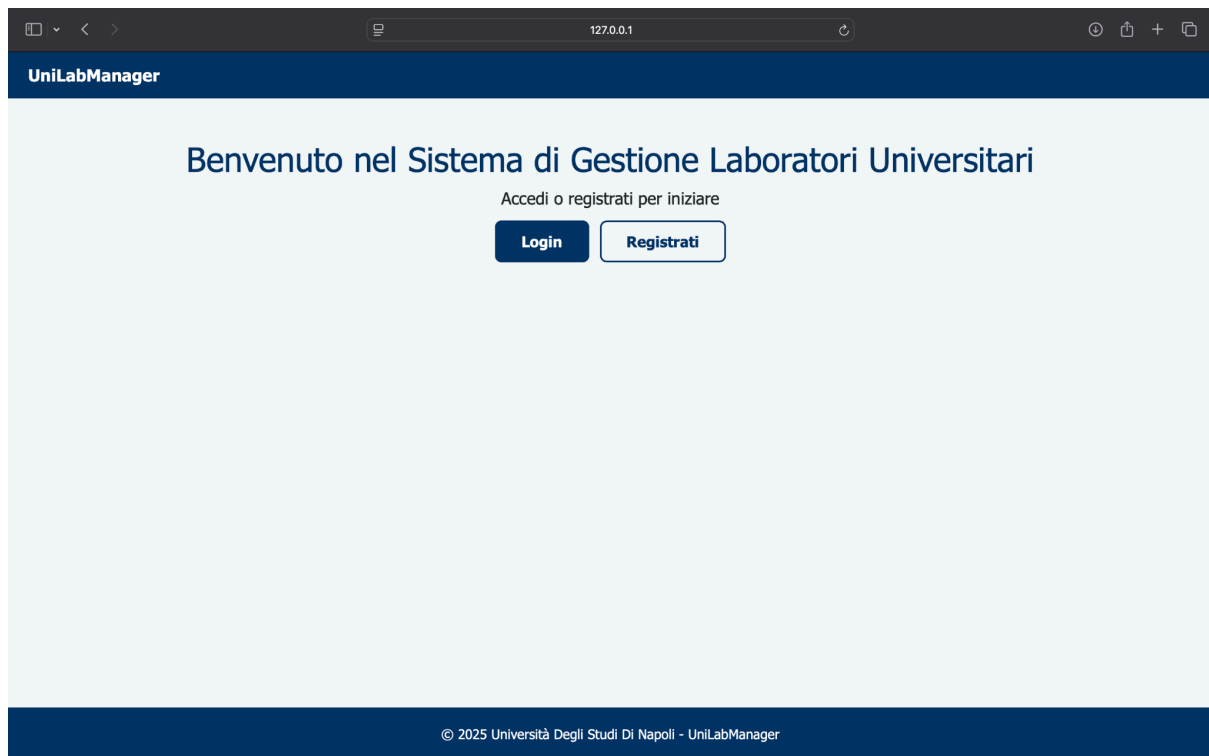 127.0.0.1
UniLabManager
Benvenuto nel Sistema di Gestione Laboratori Universitari
Accedi o registrati per iniziare
Login Registrati
© 2025 Università Degli Studi Di Napoli - UniLabManager